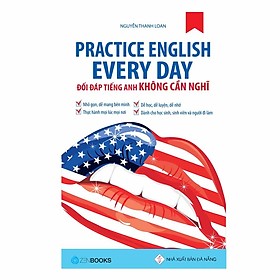 NGUYỄN THANH LOAN
PRACTICE ENGLISH
EVERY DAY
ĐỐI ĐÁP TIẾNG ANH KHÔNG CẦN NGHĨ
Nhỏ gọn, dễ mang bên mình
Dễ học, dễ luyện, dễ nhớ
Thực hành mọi lúc mọi nơi
Dành cho học sinh, sinh viên và người đi làm
ZENBOOKS
NHÀ XUẤT BẢN ĐÀ NẴNG